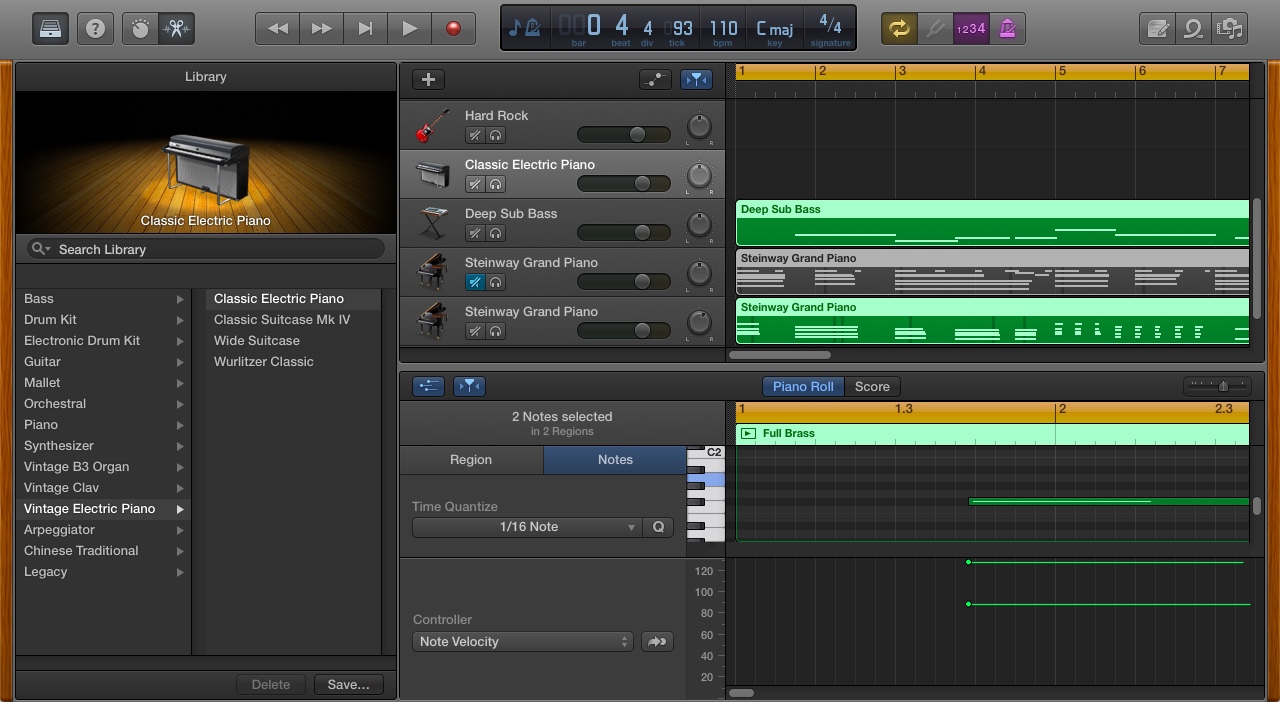 ?
0 4 4 93 110 C maj 4/4
bar beat div tick bpm key signature
1234
Library
Classic Electric Piano
Search Library
Bass
Drum Kit
Electronic Drum Kit
Guitar
Mallet
Orchestral
Piano
Synthesizer
Vintage B3 Organ
Vintage Clav
Vintage Electric Piano
Arpeggiator
Chinese Traditional
Legacy
Classic Electric Piano
Classic Suitcase Mk IV
Wide Suitcase
Wurlitzer Classic
Delete Save...
1 2 3 4 5 6 7
Hard Rock
L R
Classic Electric Piano
L R
Deep Sub Bass
L R
Steinway Grand Piano
L R
Steinway Grand Piano
L R
Deep Sub Bass
Steinway Grand Piano
Steinway Grand Piano
Piano Roll Score
2 Notes selected
in 2 Regions
1 1.3 2 2.3
Full Brass
Region Notes
C2
Time Quantize
1/16 Note Q
Controller
Note Velocity
120
100
80
60
40
20